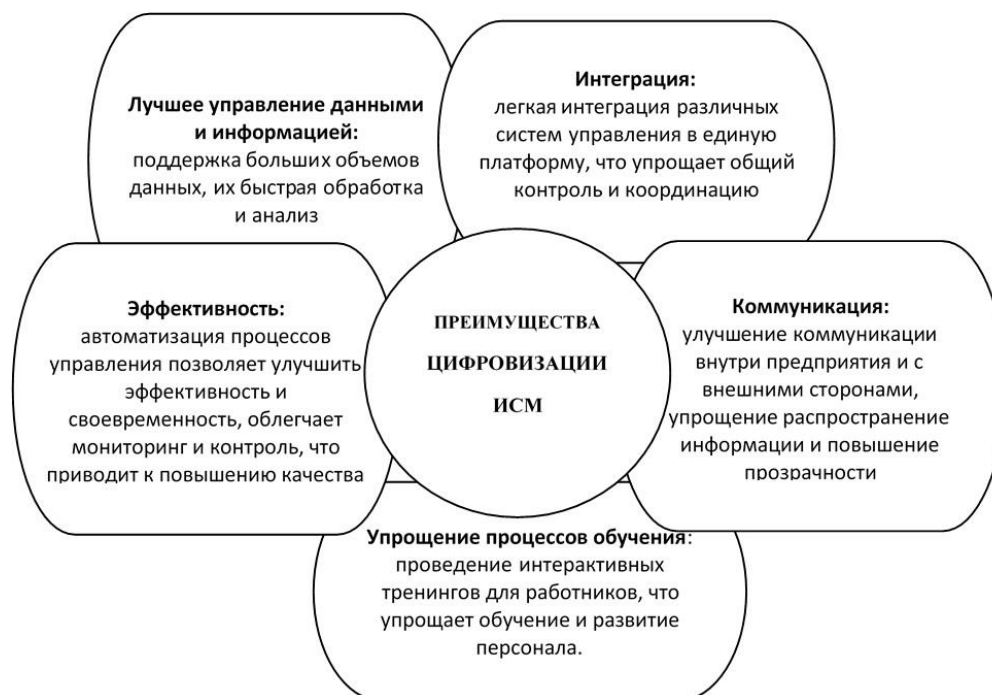 Лучшее управление данными
и информацией:
поддержка больших объемов
данных, их быстрая обработка
и анализ
Интеграция:
легкая интеграция различных
систем управления в единую
платформу, что упрощает общий
контроль и координацию
Эффективность:
автоматизация процессов
управления позволяет улучшить
эффективность и
своевременность, облегчает
мониторинг и контроль, что
приводит к повышению качества
ПРЕИМУЩЕСТВА
ЦИФРОВИЗАЦИИ
ИСМ
Коммуникация:
улучшение коммуникации
внутри предприятия и с
внешними сторонами,
упрощение распространение
информации и повышение
прозрачности
Упрощение процессов обучения:
проведение интерактивных
тренингов для работников, что
упрощает обучение и развитие
персонала.